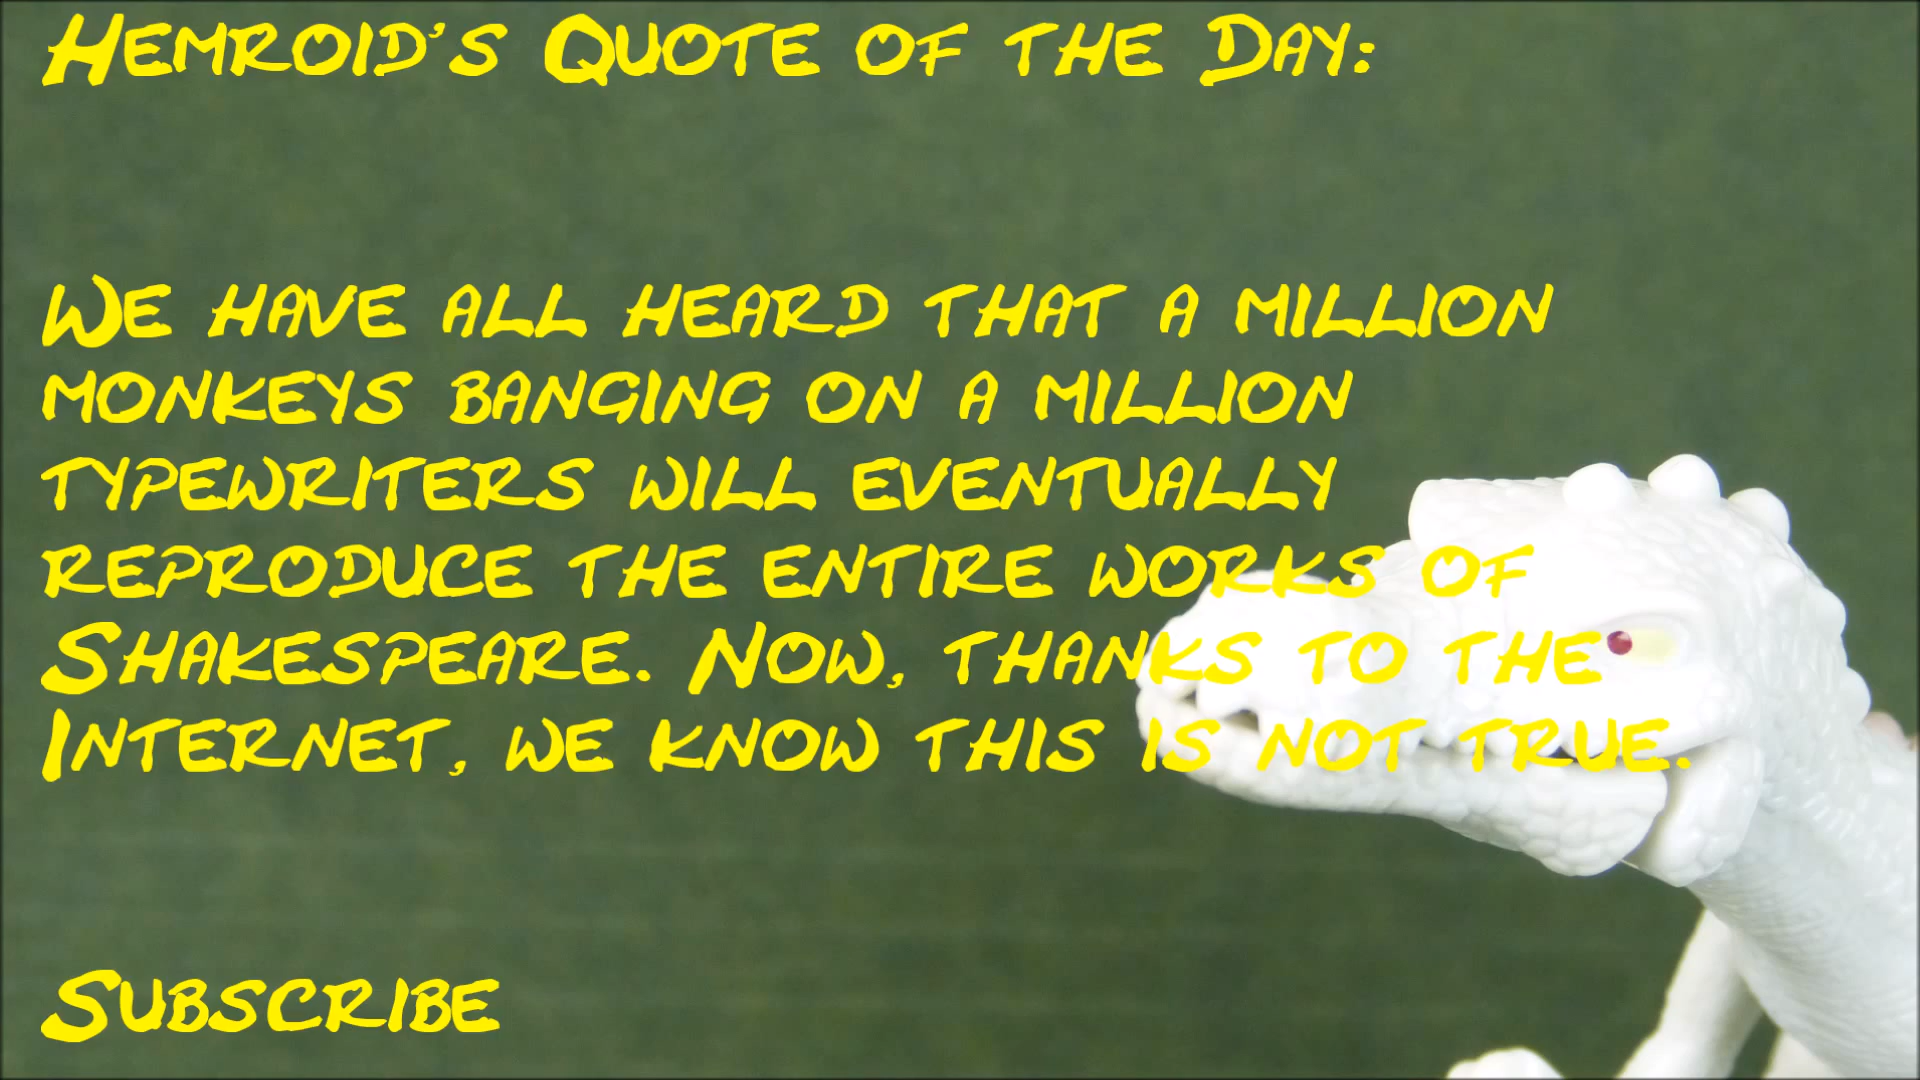 Hemroid's Quote of the Day:
We have all heard that a million
monkeys banging on a million
typewriters will eventually
reproduce the entire works of
Shakespeare. Now, thanks to the
Internet, we know this is not true.
Subscribe